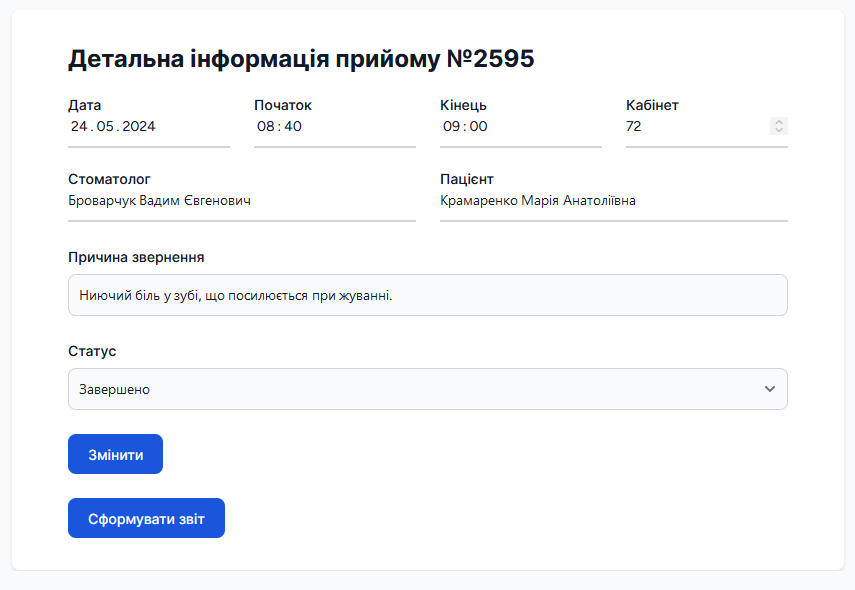 Детальна інформація прийому №2595
Дата Початок Кінець Кабінет
24.05.2024 08:40 09:00 72
Стоматолог Пацієнт
Броварчук Вадим Євгенович Крамаренко Марія Анатоліївна
Причина звернення
Ниючий біль у зубі, що посилюється при жуванні.
Статус
Завершено
Змінити
Сформувати звіт